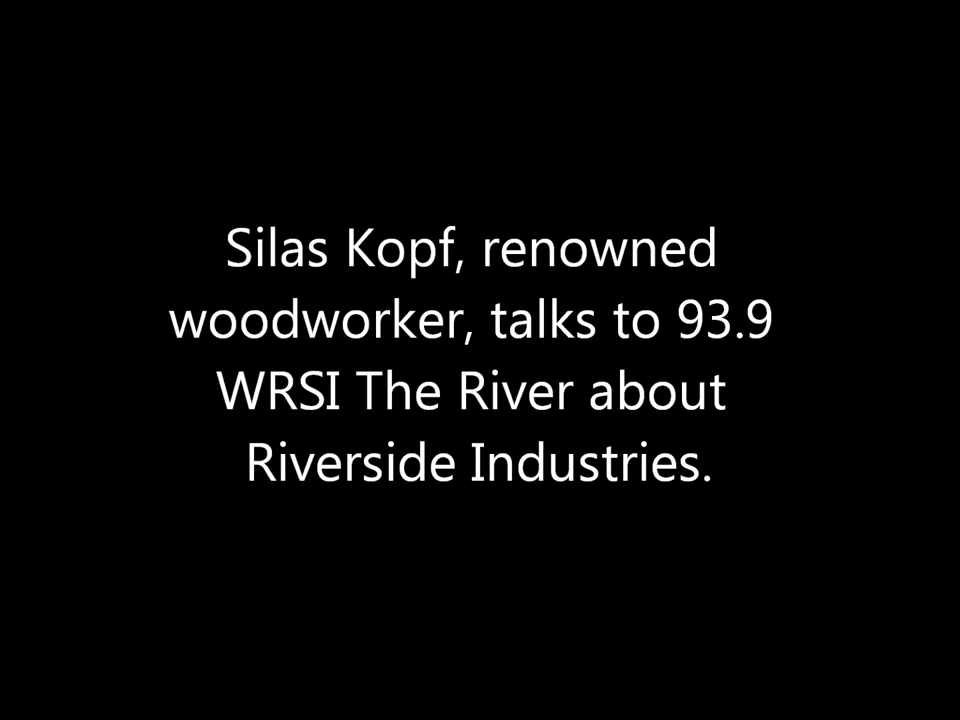 Silas Kopf, renowned
woodworker, talks to 93.9
WRSI The River about
Riverside Industries.